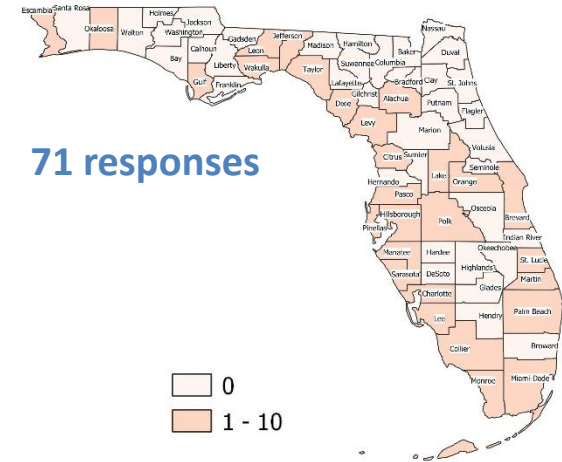 Escambia Santa Rosa Okaloosa Walton Holmes Jackson Washington Bay Calhoun Gulf Liberty Gadsden Franklin Leon Wakulla Jefferson Madison Taylor Hamilton Suwannee Lafayette Columbia Baker Nassau Duval
Bradford Clay St. Johns Dixie Gilchrist Alachua Putnam Flagler
Levy Marion Volusia
71 responses
Citrus Sumter Lake Seminole Orange
Hernando Pasco Osceola Brevard
Pinellas Hillsborough Polk Indian River
Manatee Hardee Okeechobee St. Lucie
Sarasota DeSoto Highlands Martin
Charlotte Glades
Lee Hendry Palm Beach
Collier Broward
Monroe Miami-Dade
0
1 - 10